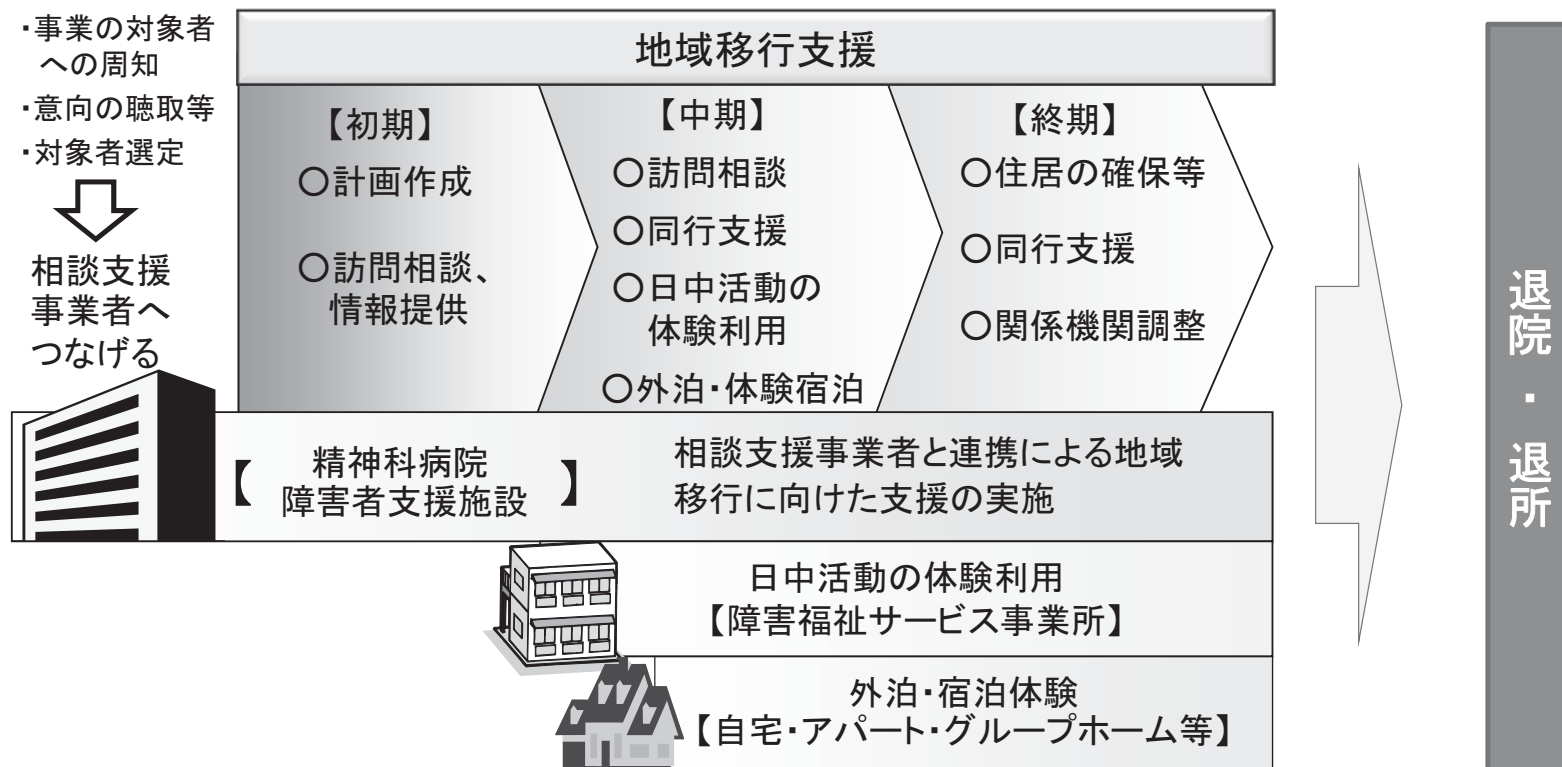 ・事業の対象者
への周知
・意向の聴取等
・対象者選定
相談支援
事業者へ
つなげる
地域移行支援
【初期】
○計画作成
○訪問相談、
情報提供
【中期】
○訪問相談
○同行支援
○日中活動の
体験利用
○外泊・体験宿泊
【終期】
○住居の確保等
○同行支援
○関係機関調整
【精神科病院
障害者支援施設】
相談支援事業者と連携による地域
移行に向けた支援の実施
日中活動の体験利用
【障害福祉サービス事業所】
外泊・宿泊体験
【自宅・アパート・グループホーム等】
退院・退所